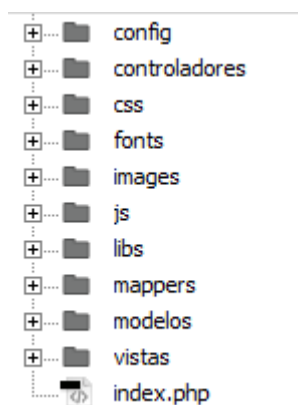 config
controladores
css
fonts
images
js
libs
mappers
modelos
vistas
index.php